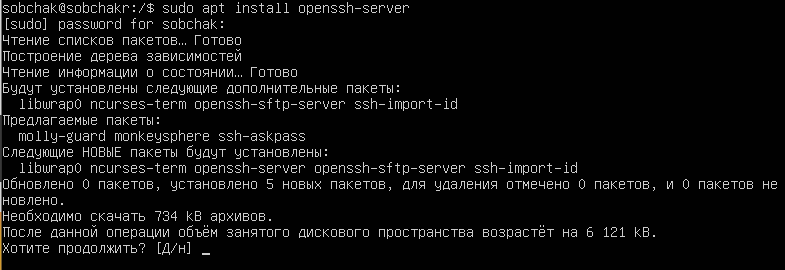 sobchak@sobchakr:/$ sudo apt install openssh-server
[sudo] password for sobchak:
Чтение списков пакетов… Готово
Построение дерева зависимостей
Чтение информации о состоянии… Готово
Будут установлены следующие дополнительные пакеты:
  libwrap0 ncurses-term openssh-sftp-server ssh-import-id
Предлагаемые пакеты:
  molly-guard monkeysphere ssh-askpass
Следующие НОВЫЕ пакеты будут установлены:
  libwrap0 ncurses-term openssh-server openssh-sftp-server ssh-import-id
Обновлено 0 пакетов, установлено 5 новых пакетов, для удаления отмечено 0 пакетов, и 0 пакетов не
новлено.
Необходимо скачать 734 kB архивов.
После данной операции объём занятого дискового пространства возрастёт на 6 121 kB.
Хотите продолжить? [Д/н] _